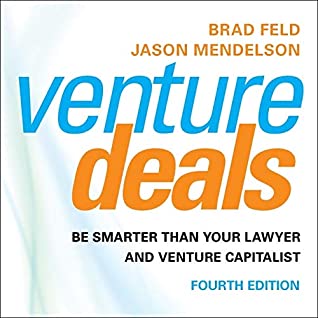 BRAD FELD
JASON MENDELSON
venture
deals
BE SMARTER THAN YOUR LAWYER
AND VENTURE CAPITALIST
FOURTH EDITION